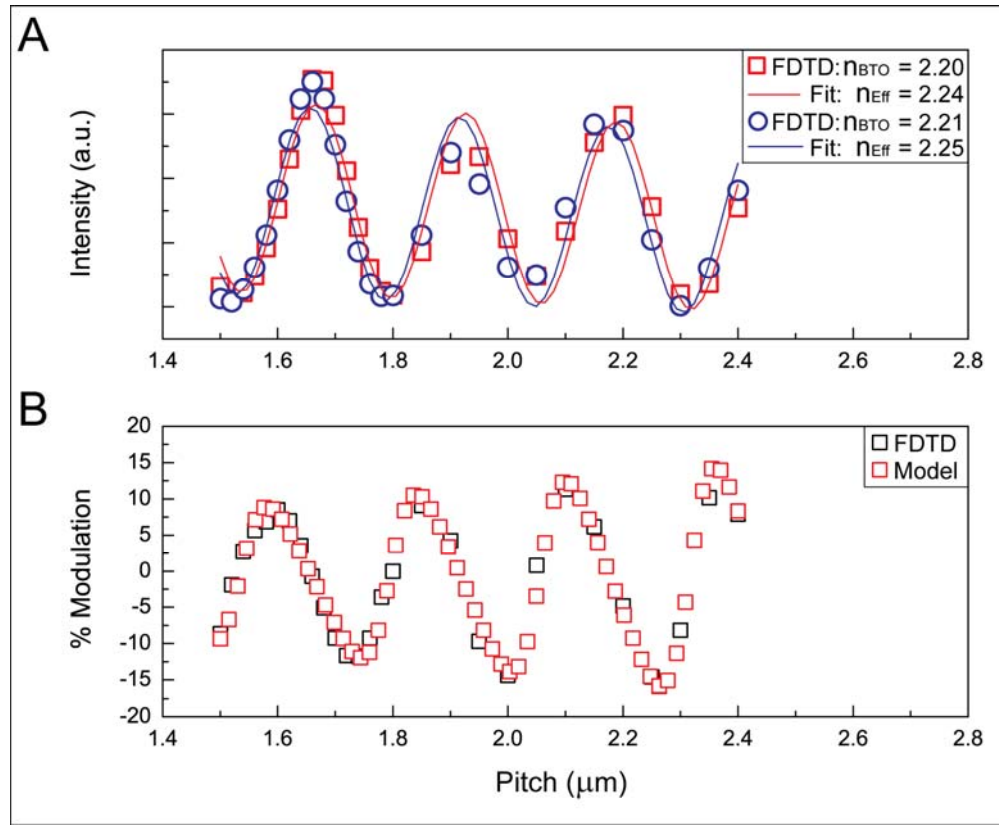 A
Intensity (a.u.)
FDTD: nBTO = 2.20
Fit: nEff = 2.24
FDTD: nBTO = 2.21
Fit: nEff = 2.25
1.4 1.6 1.8 2.0 2.2 2.4 2.6 2.8
B
% Modulation
20
15
10
5
0
-5
-10
-15
-20
FDTD
Model
1.4 1.6 1.8 2.0 2.2 2.4 2.6 2.8
Pitch (μm)